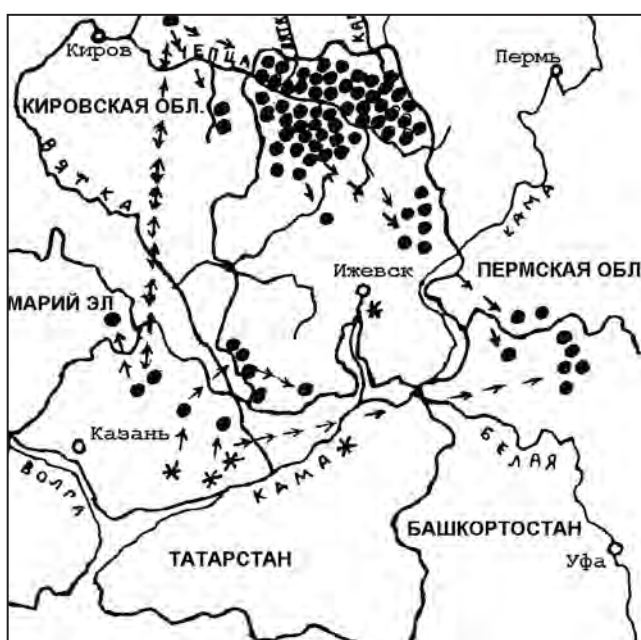 Киров
ЧЕПЦА
КИРОВСКАЯ ОБЛ.
Пермь
ВЯТКА
КАМА
МАРИЙ ЭЛ
Ижевск
ПЕРМСКАЯ ОБЛ
Казань
ВОЛГА
КАМА
БЕЛАЯ
ТАТАРСТАН
БАШКОРТОСТАН
Уфа